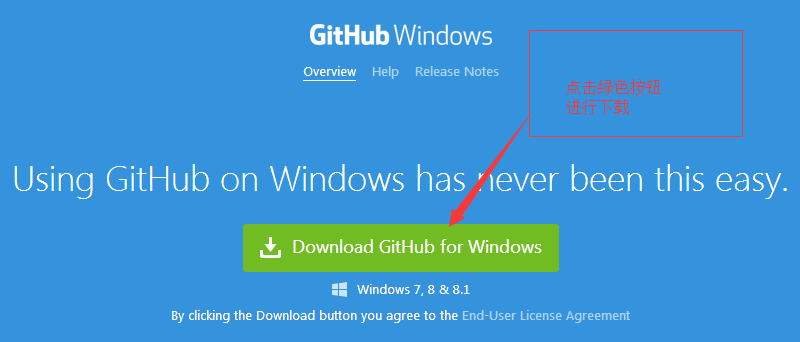 GitHub Windows
Overview Help Release Notes
点击绿色按钮
进行下载
Using GitHub on Windows has never been this easy.
Download GitHub for Windows
Windows 7, 8 & 8.1
By clicking the Download button you agree to the End-User License Agreement